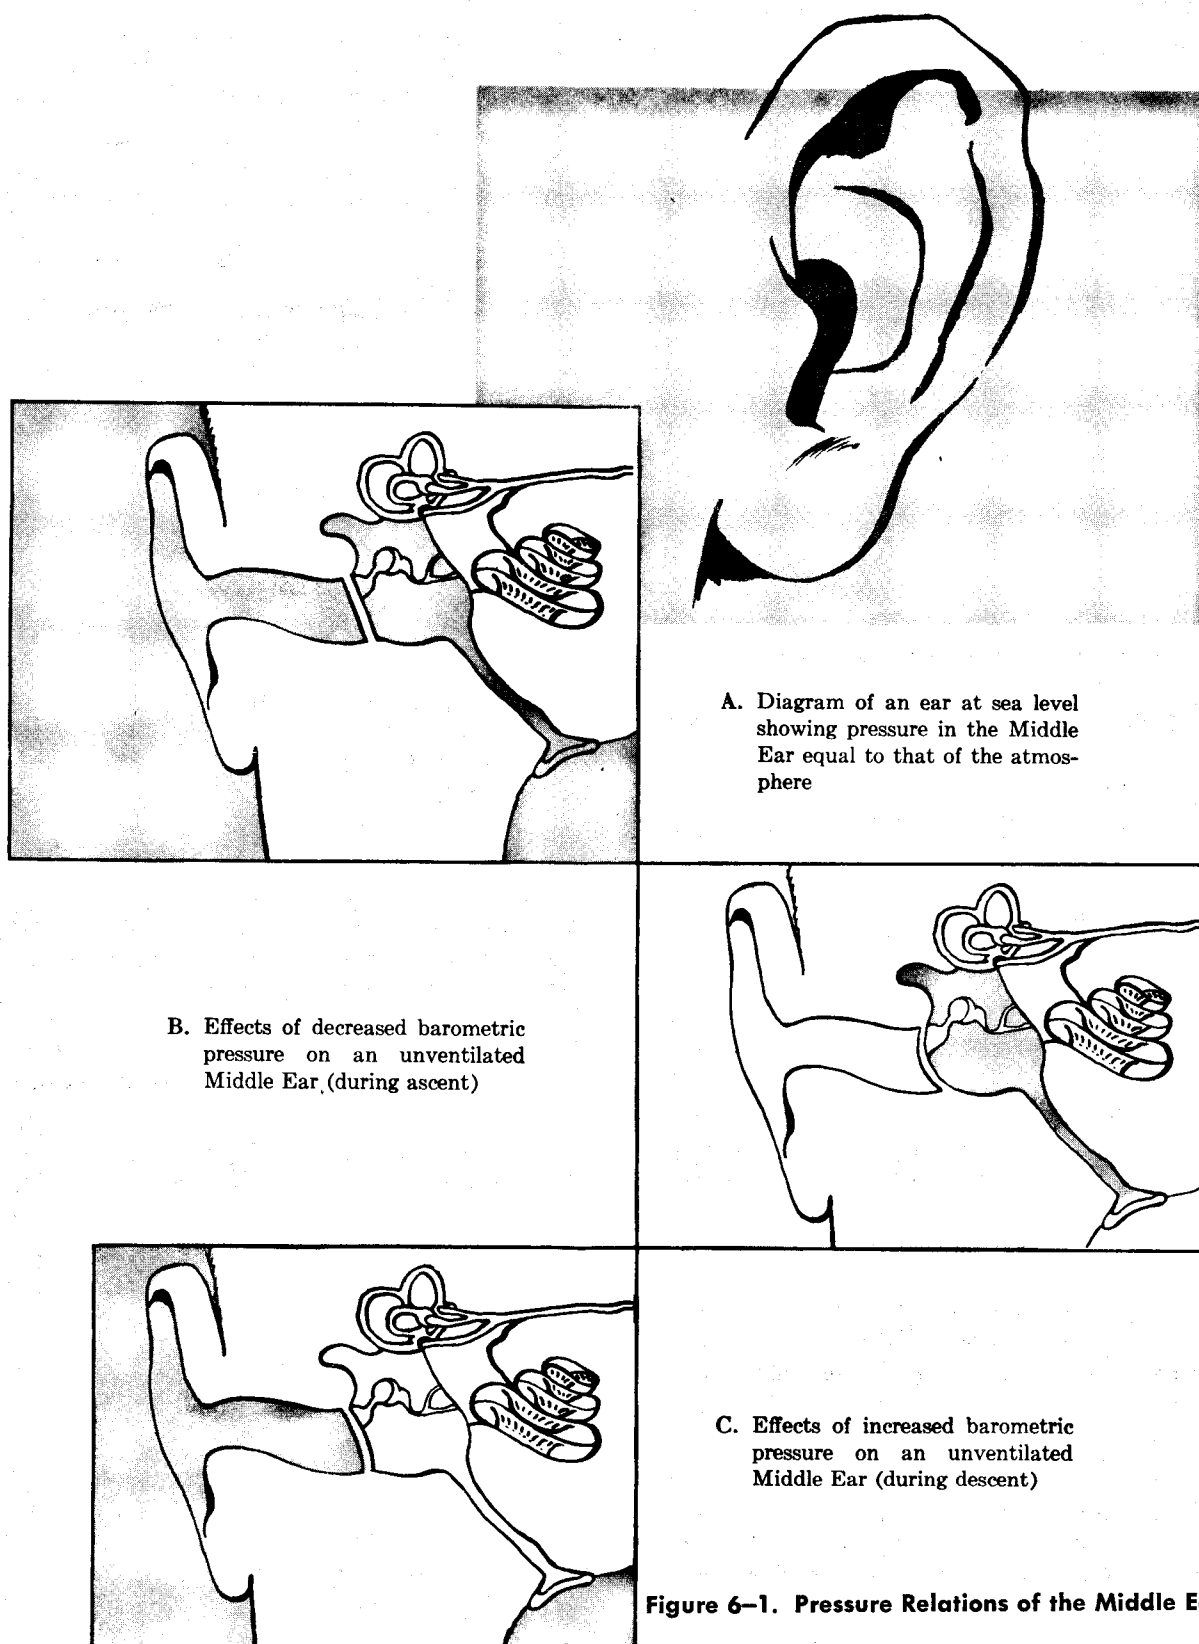 A. Diagram of an ear at sea level
showing pressure in the Middle
Ear equal to that of the atmos-
phere
B. Effects of decreased barometric
pressure on an unventilated
Middle Ear (during ascent)
C. Effects of increased barometric
pressure on an unventilated
Middle Ear (during descent)
Figure 6–1. Pressure Relations of the Middle